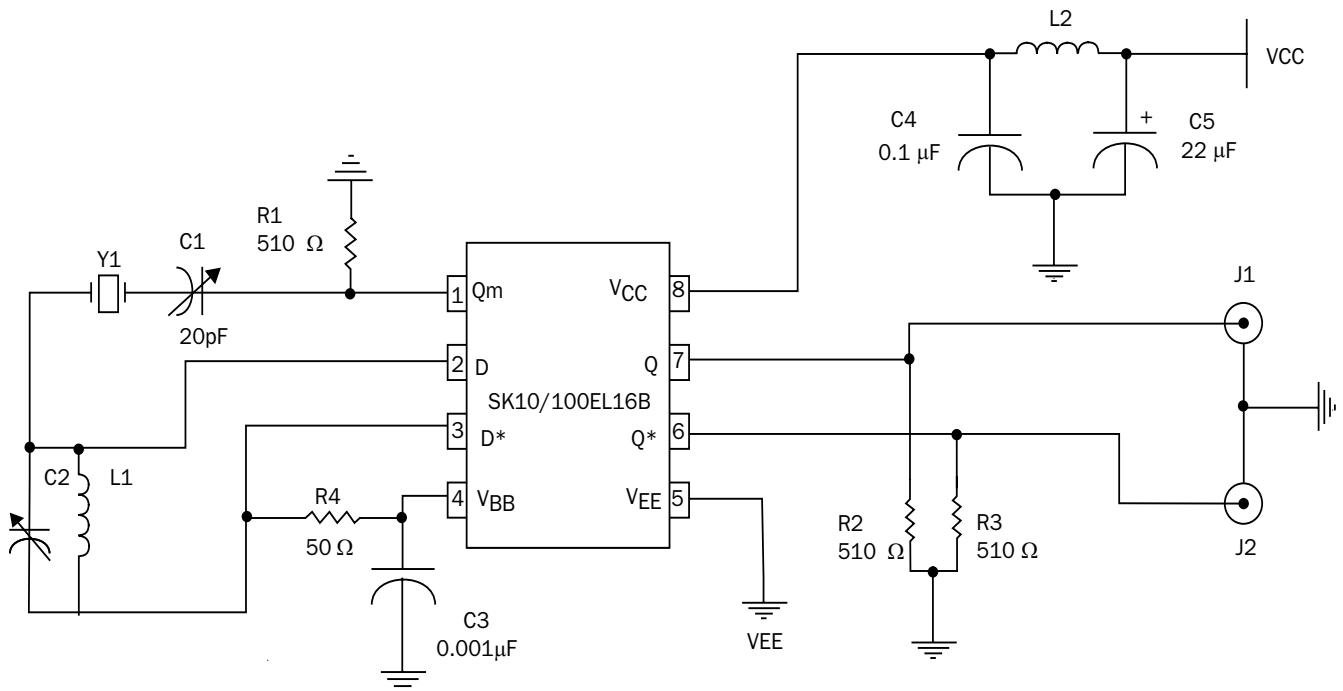 L2
VCC
C4
0.1 μF
+
C5
22 μF
R1
510 Ω
C1
Y1
20pF
J1
1
Qm
VCC
8
2
D
Q
7
SK10/100EL16B
3
D*
Q*
6
C2
L1
R4
4
VBB
VEE
5
50 Ω
R2
510 Ω
R3
510 Ω
J2
C3
0.001μF
VEE